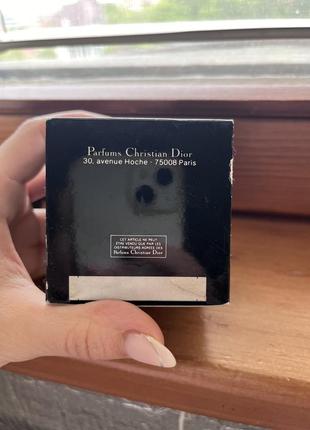 Parfums Christian Dior
30, avenue Hoche - 75008 Paris
CET ARTICLE NE PEUT
ÊTRE VENDU QUE PAR LES
DISTRIBUTEURS AGRÉÉS DES
Parfums Christian Dior